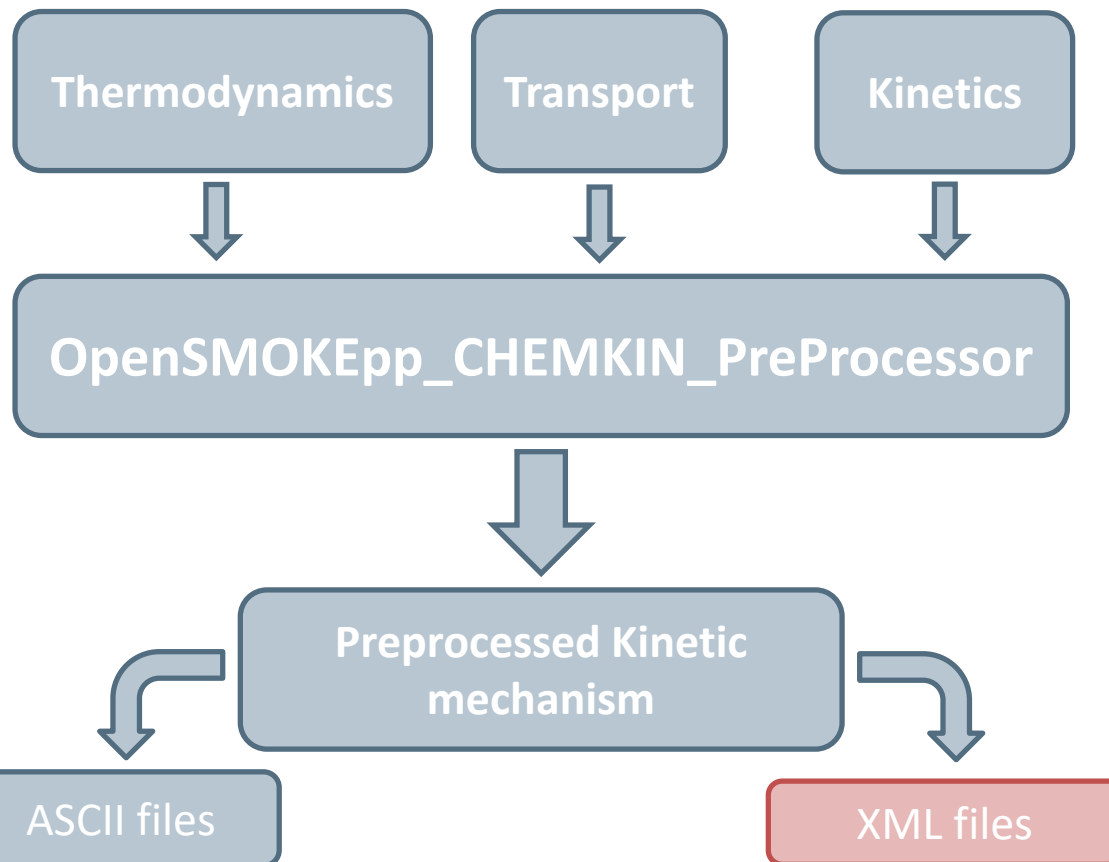 Thermodynamics
Transport
Kinetics
OpenSMOKEpp_CHEMKIN_PreProcessor
Preprocessed Kinetic
mechanism
ASCII files
XML files